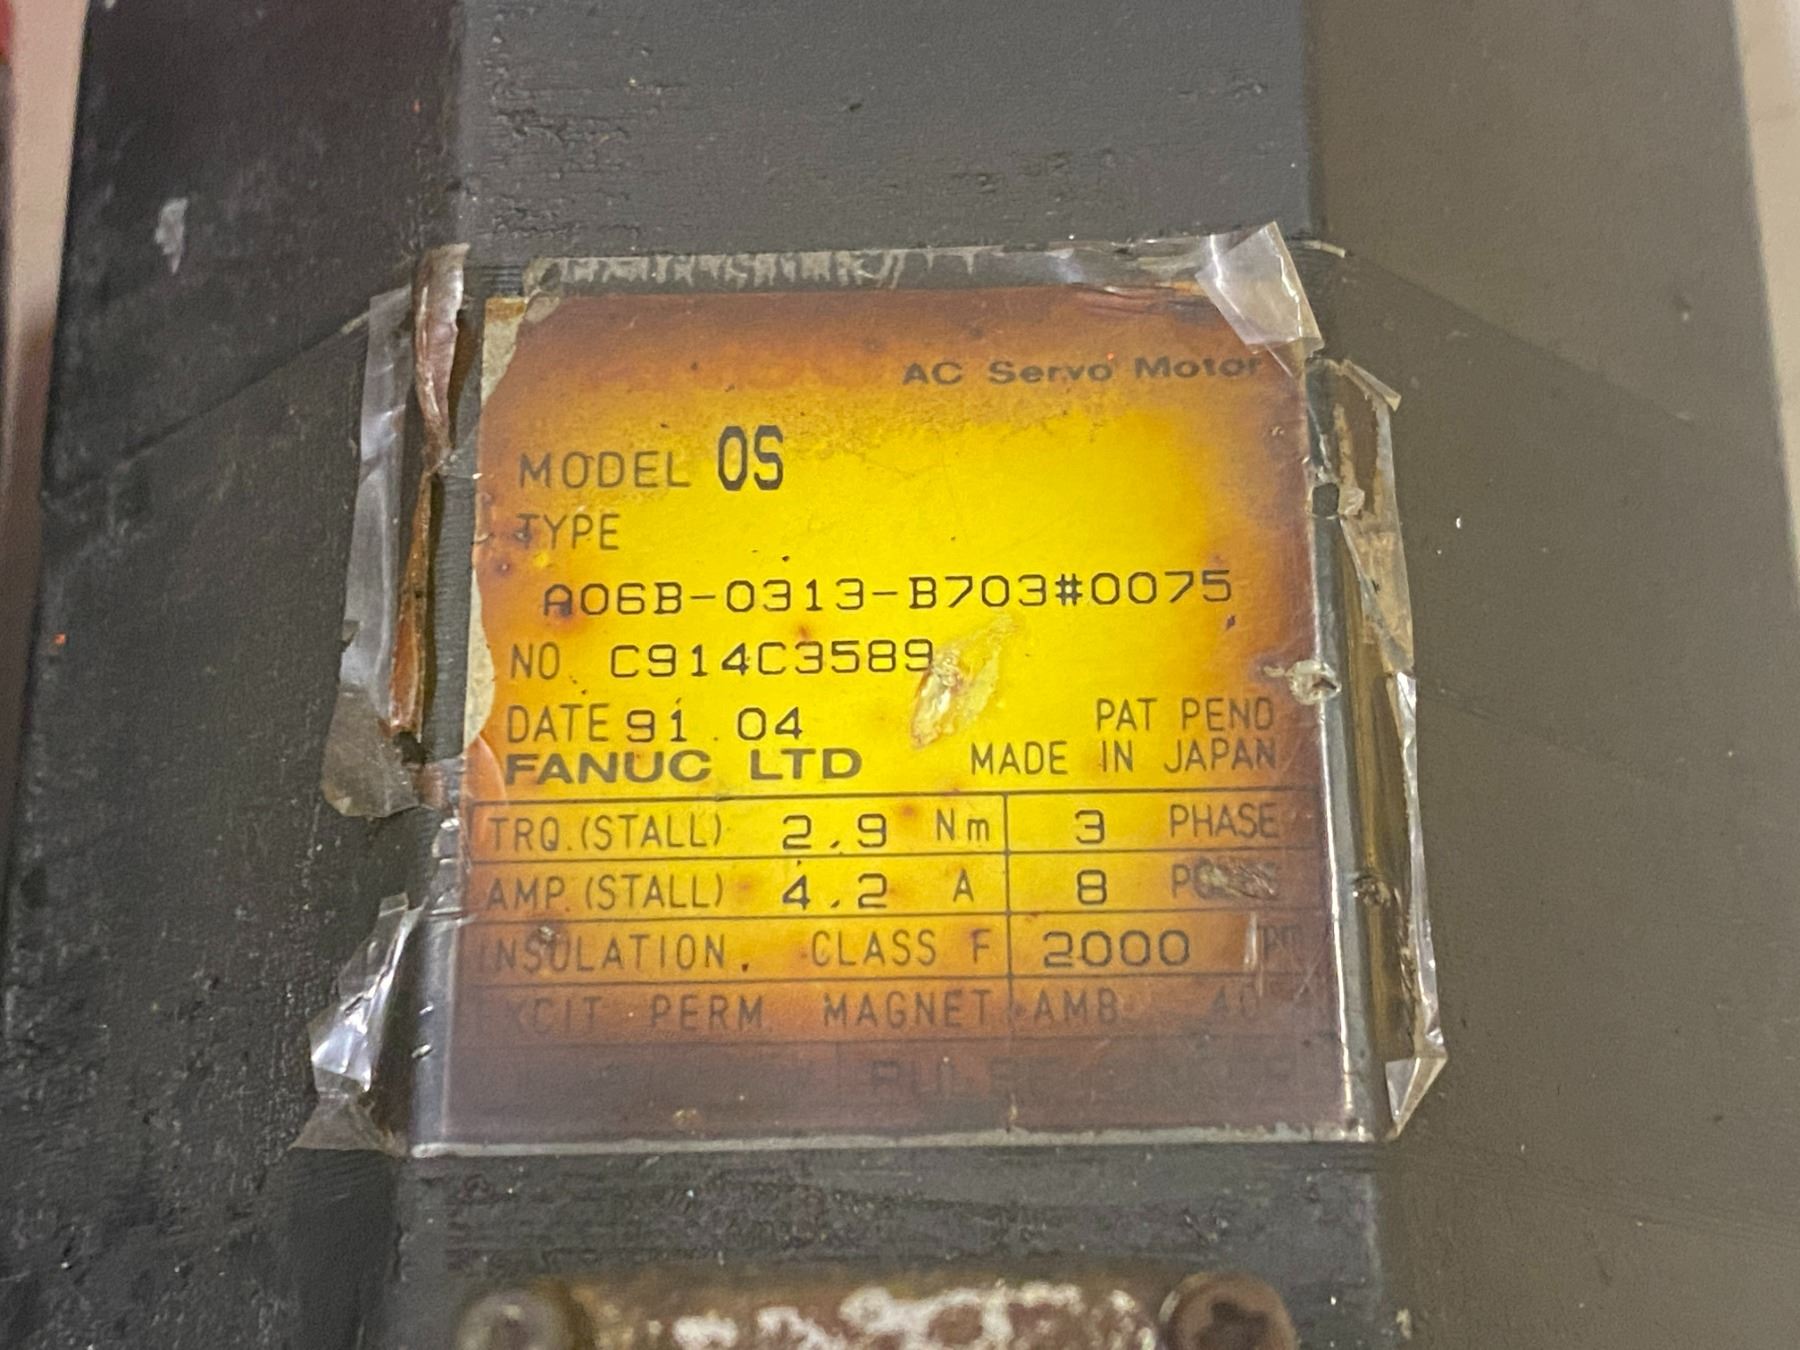 AC Servo Motor
MODEL 0S
TYPE
A06B-0313-B703#0075
NO. C914C3589
DATE 91.04 PAT PEND
FANUC LTD MADE IN JAPAN
TRQ.(STALL) 2.9 Nm 3 PHASE
AMP.(STALL) 4.2 A 8 POLES
INSULATION. CLASS F 2000
PERM. MAGNET AMB. 40